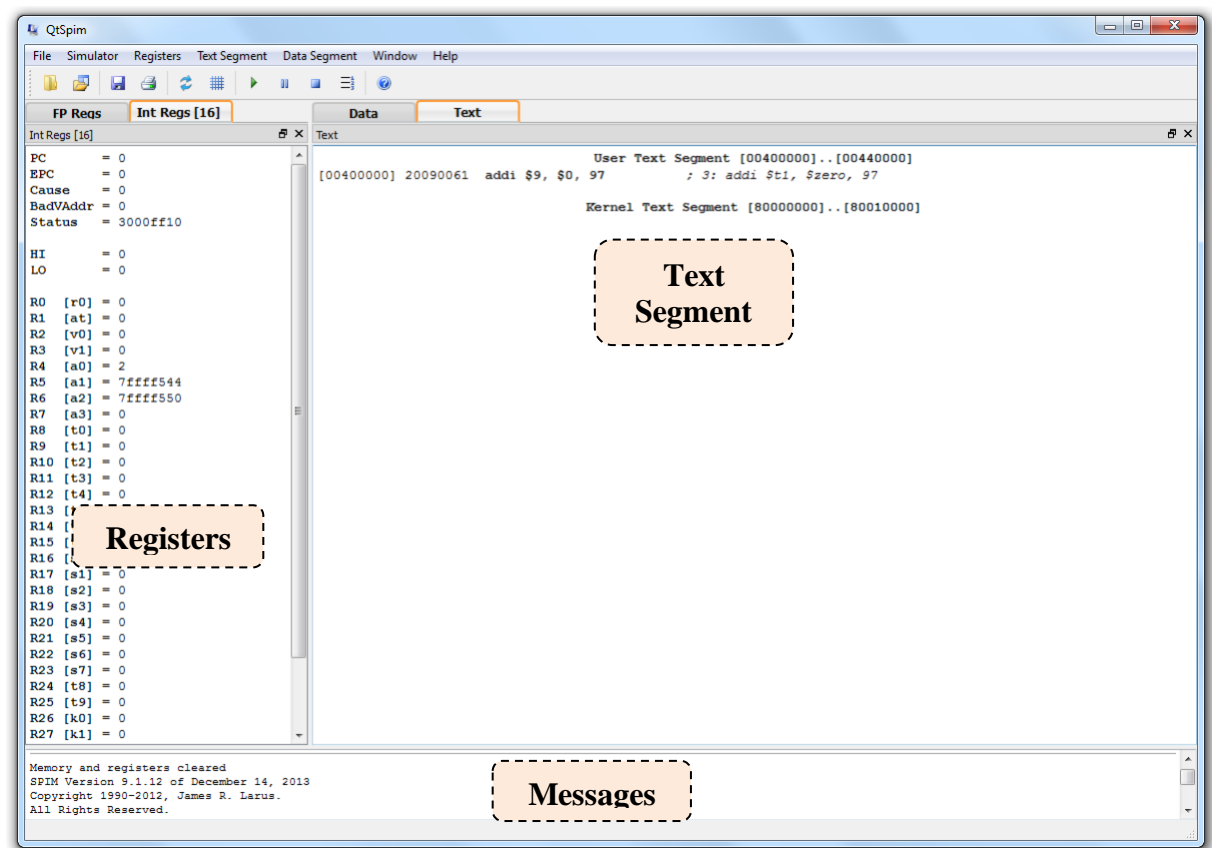 QtSpim
File Simulator Registers Text Segment Data Segment Window Help
FP Regs Int Regs [16] Data Text
Int Regs [16]
PC = 0
EPC = 0
Cause = 0
BadVAddr = 0
Status = 3000ff10
HI = 0
LO = 0
R0 [r0] = 0
R1 [at] = 0
R2 [v0] = 0
R3 [v1] = 0
R4 [a0] = 2
R5 [a1] = 7ffff544
R6 [a2] = 7ffff550
R7 [a3] = 0
R8 [t0] = 0
R9 [t1] = 0
R10 [t2] = 0
R11 [t3] = 0
R12 [t4] = 0
R13 [
R14 [
R15 [
R16 [
R17 [s1] = 0
R18 [s2] = 0
R19 [s3] = 0
R20 [s4] = 0
R21 [s5] = 0
R22 [s6] = 0
R23 [s7] = 0
R24 [t8] = 0
R25 [t9] = 0
R26 [k0] = 0
R27 [k1] = 0
Registers
Text
User Text Segment [00400000]..[00440000]
[00400000] 20090061 addi $9, $0, 97 ; 3: addi $t1, $zero, 97
Kernel Text Segment [80000000]..[80010000]
Text
Segment
Memory and registers cleared
SPIM Version 9.1.12 of December 14, 2013
Copyright 1990-2012, James R. Larus.
All Rights Reserved.
Messages